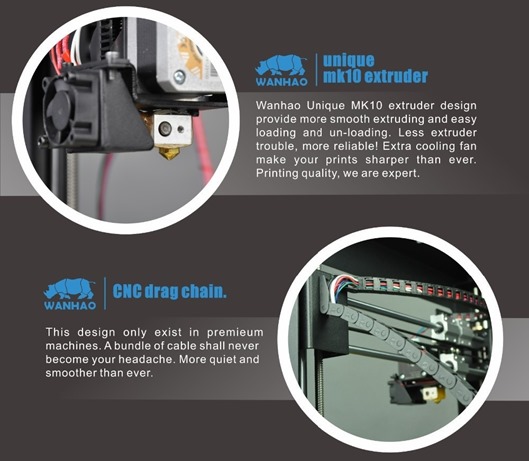 unique
mk10 extruder
WANHAO
Wanhao Unique MK10 extruder design
provide more smooth extruding and easy
loading and un-loading. Less extruder
trouble, more reliable! Extra cooling fan
make your prints sharper than ever.
Printing quality, we are expert.
WANHAO
CNC drag chain.
This design only exist in premieum
machines. A bundle of cable shall never
become your headache. More quiet and
smoother than ever.